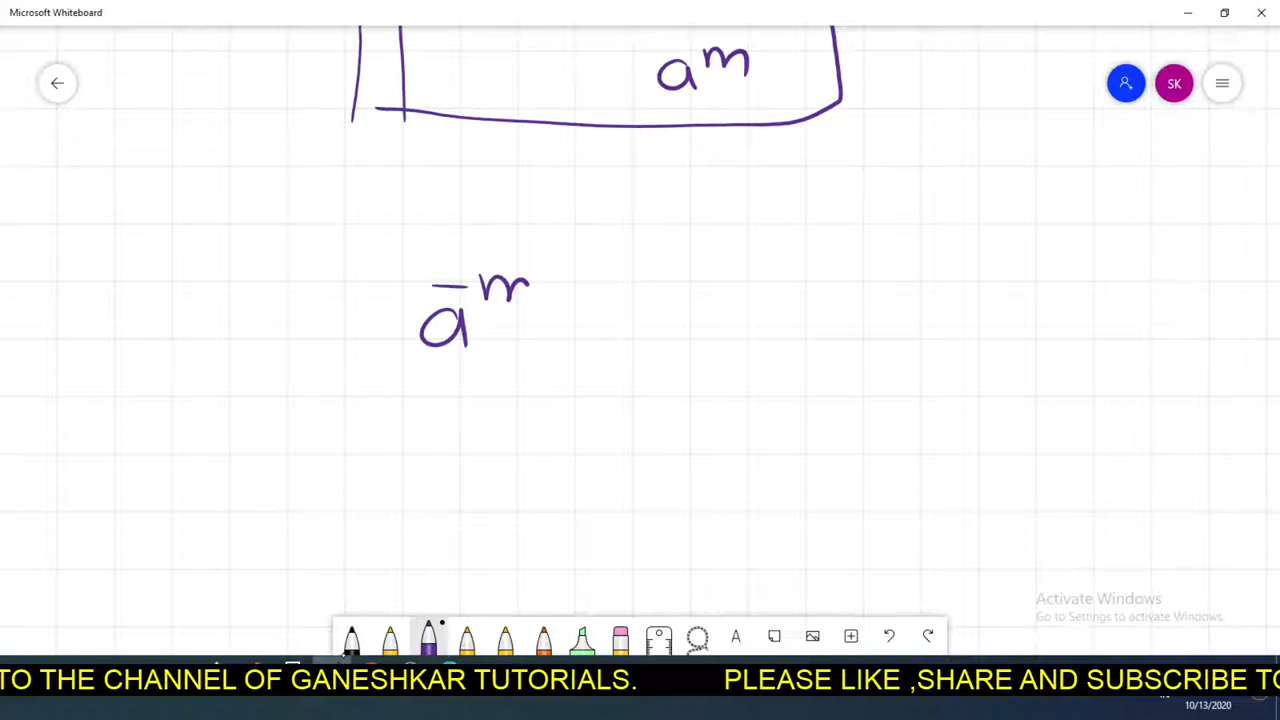 Microsoft Whiteboard
a^m
SK
a^-m
Activate Windows
Go to Settings to activate Windows.
A
TO THE CHANNEL OF GANESHKAR TUTORIALS. PLEASE LIKE ,SHARE AND SUBSCRIBE TO
10/13/2020